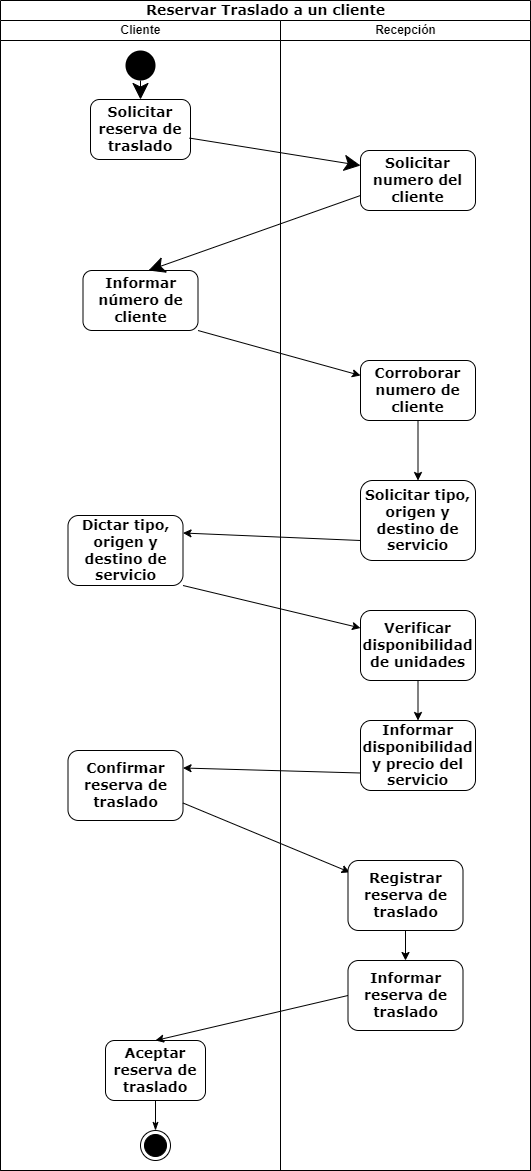 Reservar Traslado a un cliente
Cliente
Recepción
Solicitar
reserva de
traslado
Solicitar
numero del
cliente
Informar
número de
cliente
Corroborar
numero de
cliente
Solicitar tipo,
origen y
destino de
servicio
Dictar tipo,
origen y
destino de
servicio
Verificar
disponibilidad
de unidades
Informar
disponibilidad
y precio del
servicio
Confirmar
reserva de
traslado
Registrar
reserva de
traslado
Informar
reserva de
traslado
Aceptar
reserva de
traslado